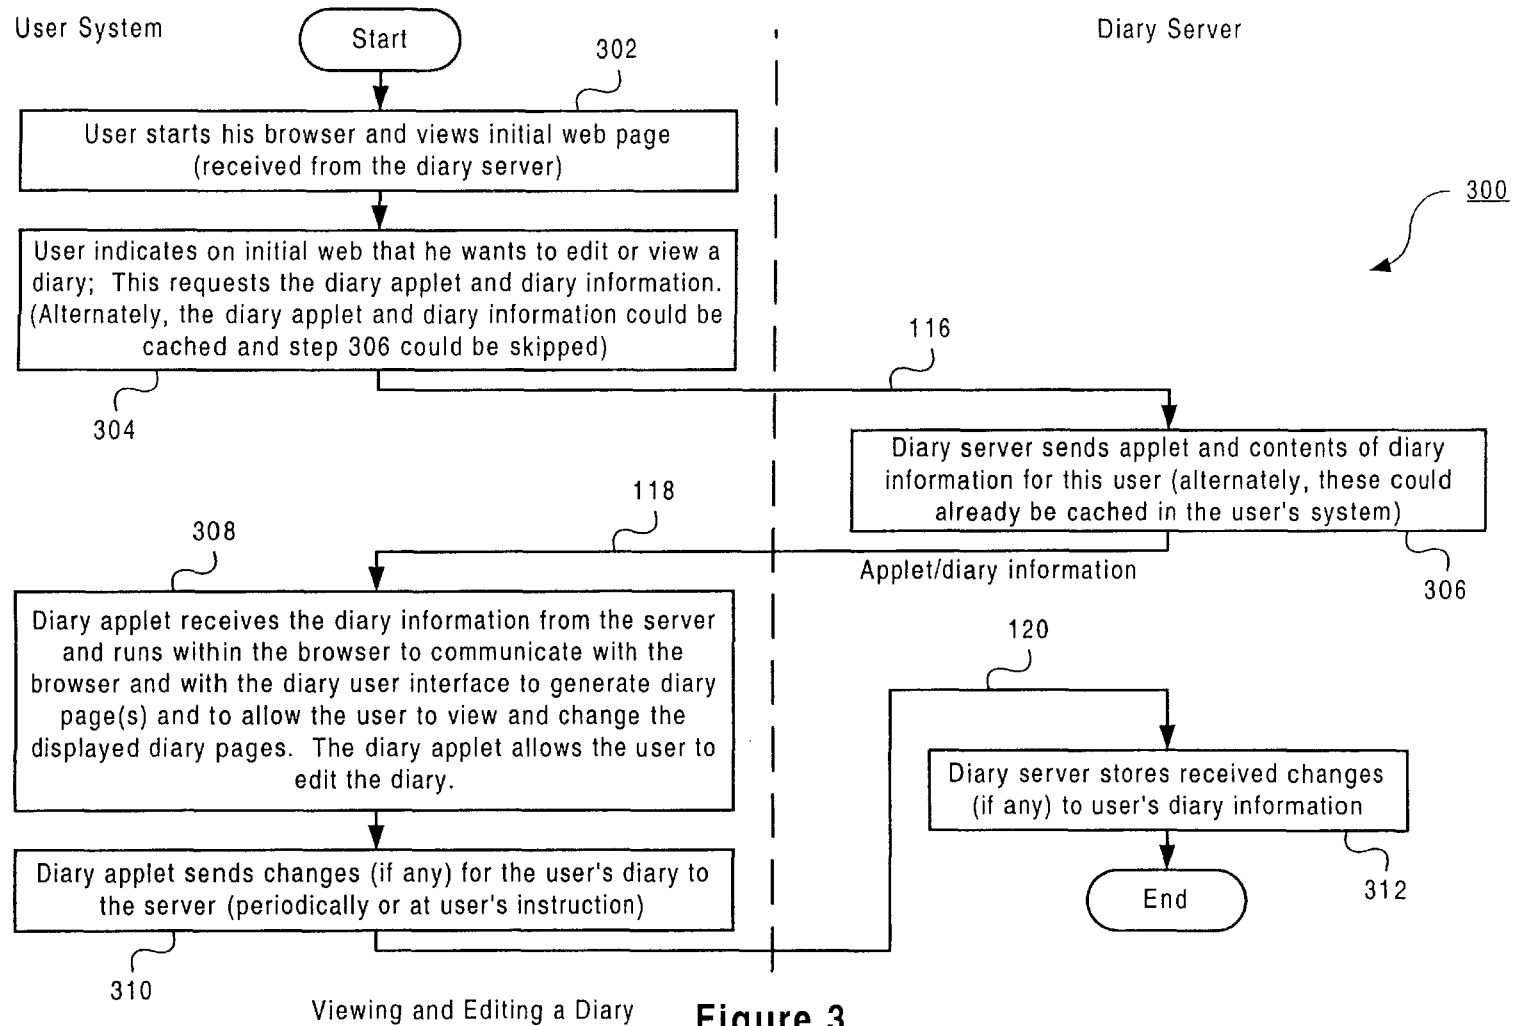 User System
Start
Diary Server
302
User starts his browser and views initial web page
(received from the diary server)
300
User indicates on initial web that he wants to edit or view a
diary; This requests the diary applet and diary information.
(Alternately, the diary applet and diary information could be
cached and step 306 could be skipped)
116
304
Diary server sends applet and contents of diary
information for this user (alternately, these could
already be cached in the user's system)
118
308
Applet/diary information
306
Diary applet receives the diary information from the server
and runs within the browser to communicate with the
browser and with the diary user interface to generate diary
page(s) and to allow the user to view and change the
displayed diary pages. The diary applet allows the user to
edit the diary.
120
Diary server stores received changes
(if any) to user's diary information
Diary applet sends changes (if any) for the user's diary to
the server (periodically or at user's instruction)
312
End
310
Viewing and Editing a Diary
Figure 3